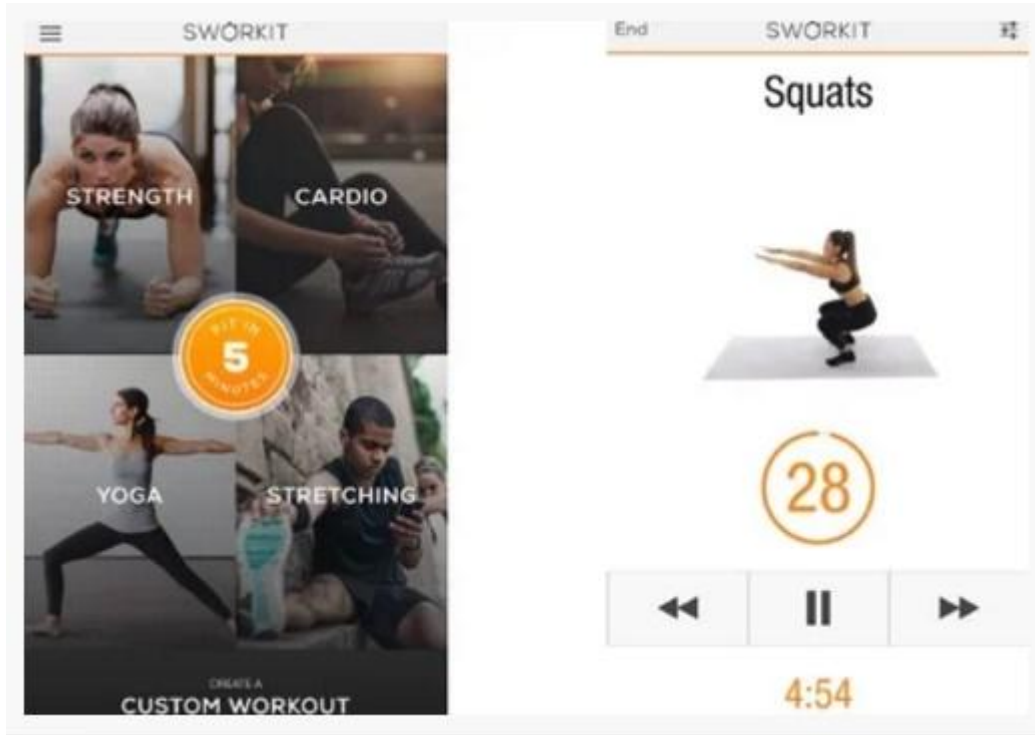 SWORKIT
STRENGTH
CARDIO
FIT IN
5
MINUTES
YOGA
STRETCHING
CREATE A
CUSTOM WORKOUT
End
SWORKIT
Squats
28
4:54